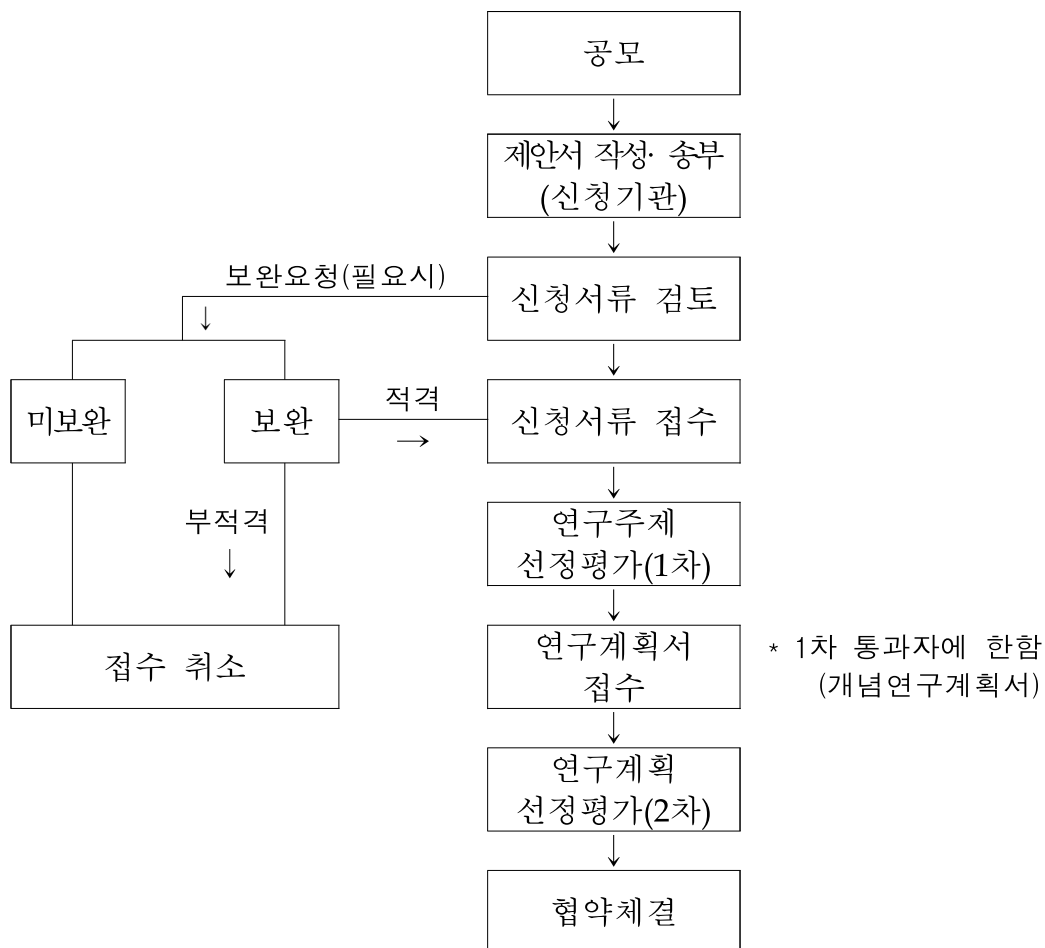 공모
제안서 작성· 송부
(신청기관)
보완요청(필요시)
신청서류 검토
미보완
보완
적격
신청서류 접수
부적격
연구주제
선정평가(1차)
접수 취소
연구계획서
접수
* 1차 통과자에 한함
(개념연구계획서)
연구계획
선정평가(2차)
협약체결